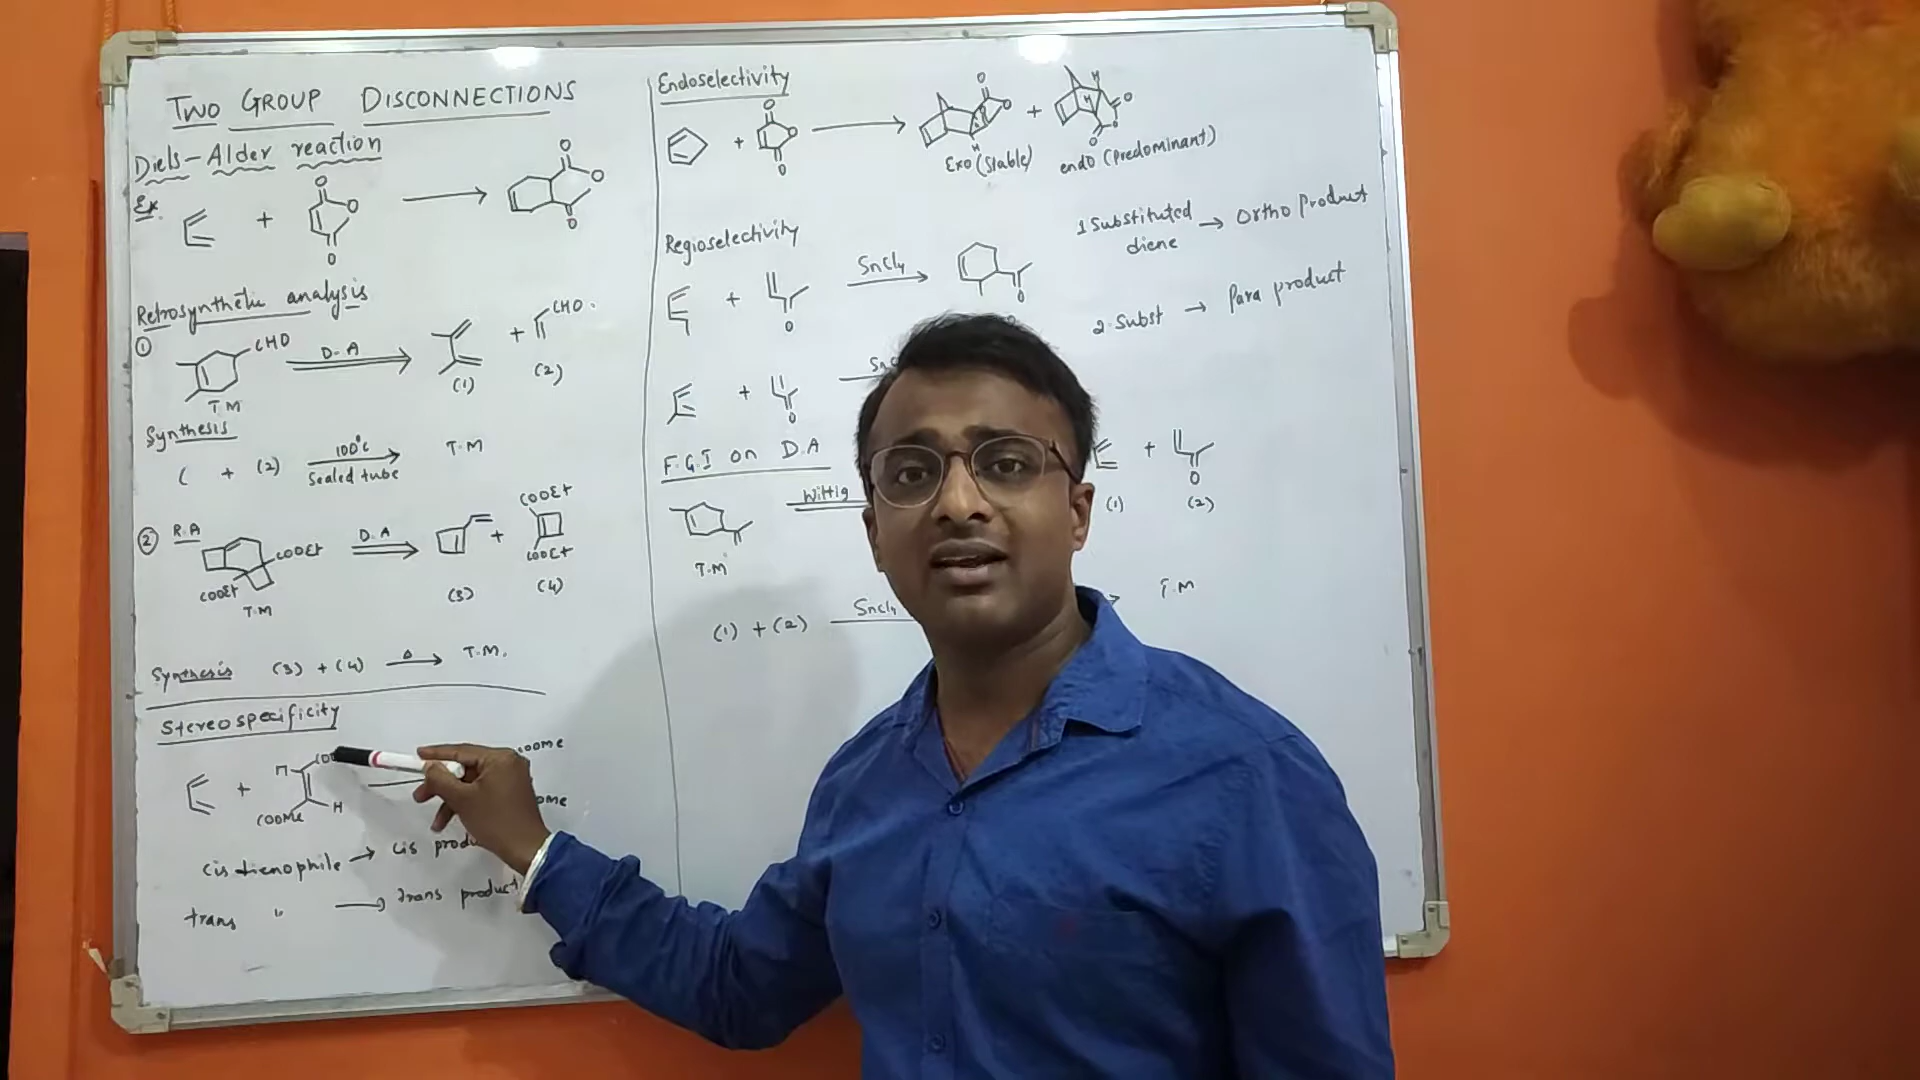 TWO GROUP DISCONNECTIONS
Diels-Alder reaction
Ex.
+
O
O
O
O
O
O
Retrosynthetic analysis
①
CHO
D-A
+
CHO.
T.M
(1)
(2)
Synthesis
( + (2)
100°C
Sealed tube
T.M
② R.A
COOEt
COOEt
T.M
D.A
+
COOEt
COOEt
(3)
(4)
Synthesis (3) + (4) Δ T.M.
Stereospecificity
+
H
COOMe
H
COOMe
cis dienophile → cis
trans " → trans product
Endoselectivity
+
O
O
O
O
O
+
H
H
O
O
Exo (Stable)
endo (Predominant)
Regioselectivity
+
O
SnCl4
O
1 Substituted diene → Ortho Product
2 Subst → Para product
+
O
F.G.I on D.A
Wittig
T.M
+
O
(1)
(2)
(1) + (2)
SnCl4
T.M